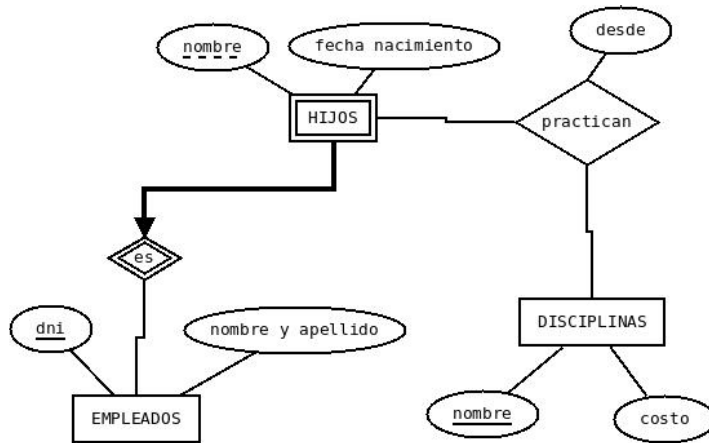 desde
nombre
fecha nacimiento
HIJOS
practican
es
dni
nombre y apellido
DISCIPLINAS
EMPLEADOS
nombre
costo